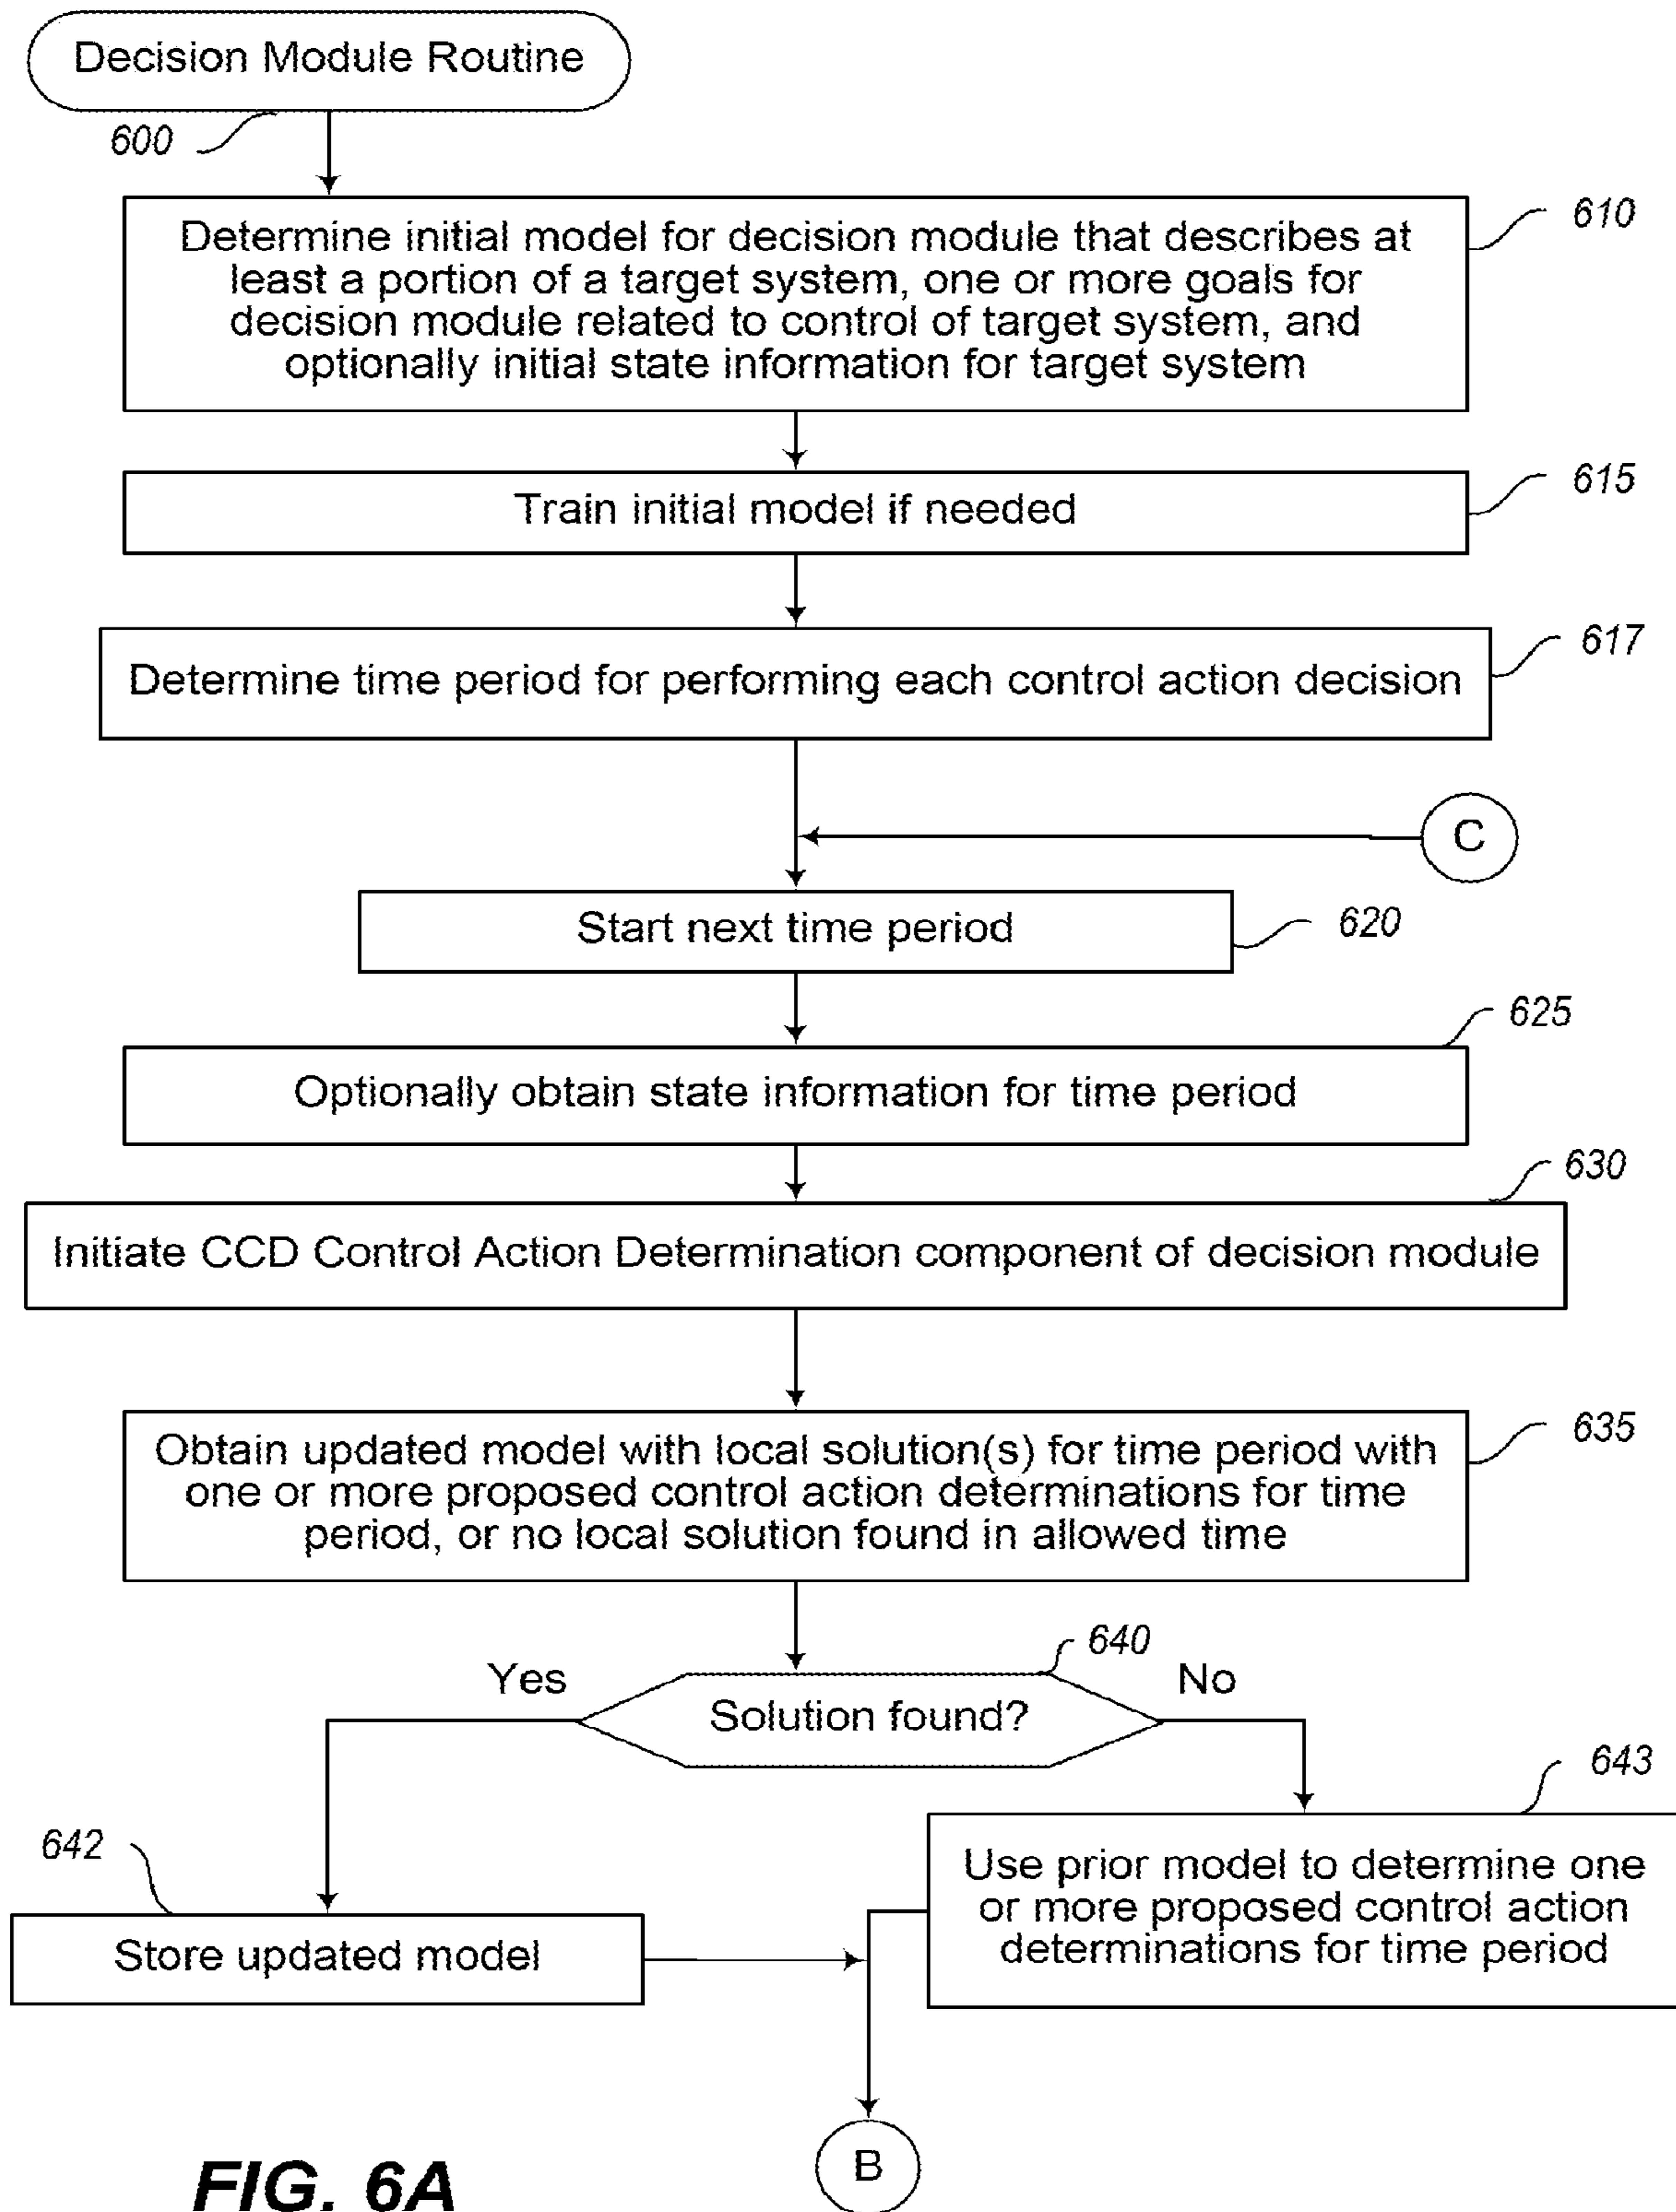 Decision Module Routine
600
610
Determine initial model for decision module that describes at
least a portion of a target system, one or more goals for
decision module related to control of target system, and
optionally initial state information for target system
615
Train initial model if needed
617
Determine time period for performing each control action decision
C
Start next time period
620
625
Optionally obtain state information for time period
630
Initiate CCD Control Action Determination component of decision module
635
Obtain updated model with local solution(s) for time period with
one or more proposed control action determinations for time
period, or no local solution found in allowed time
640
Yes
No
Solution found?
643
642
Use prior model to determine one
or more proposed control action
determinations for time period
Store updated model
B
FIG. 6A